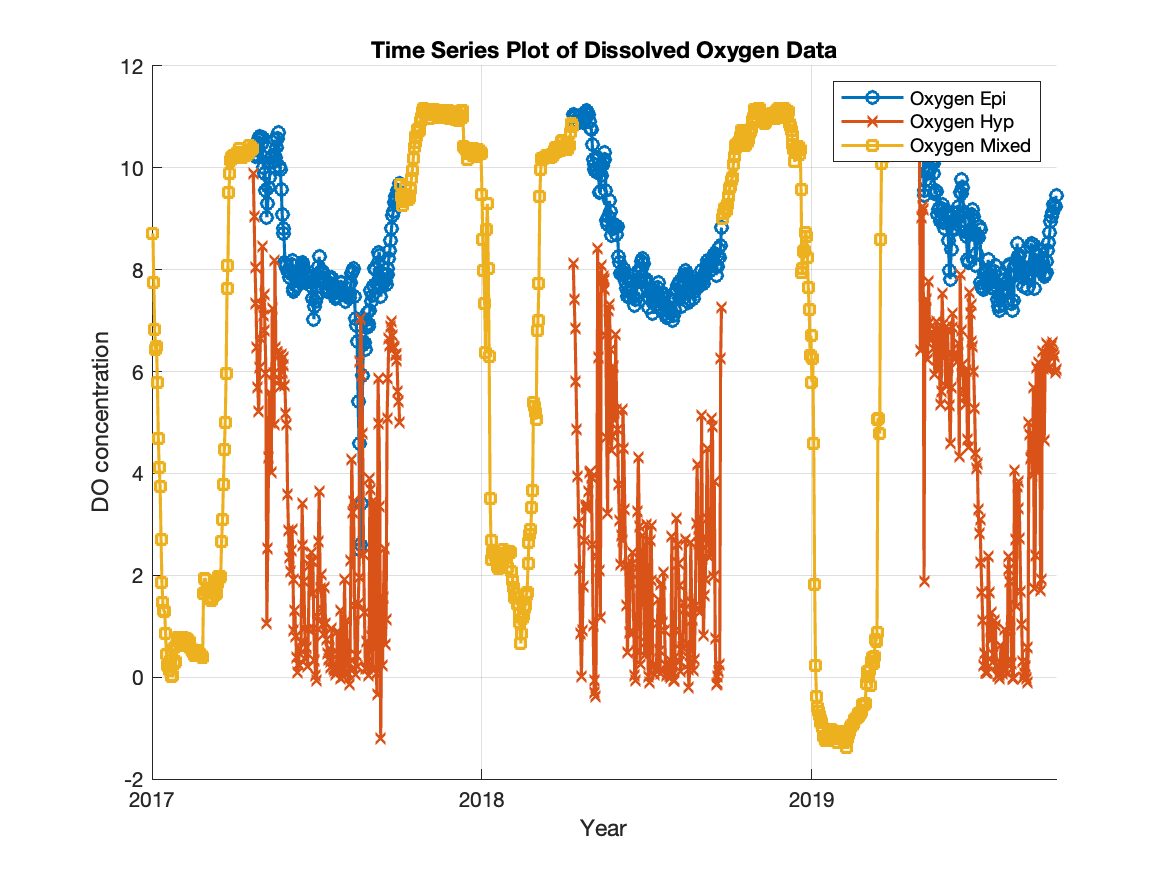 Time Series Plot of Dissolved Oxygen Data
12
10
8
6
4
2
0
-2
DO concentration
2017
2018
2019
Year
Oxygen Epi
Oxygen Hyp
Oxygen Mixed